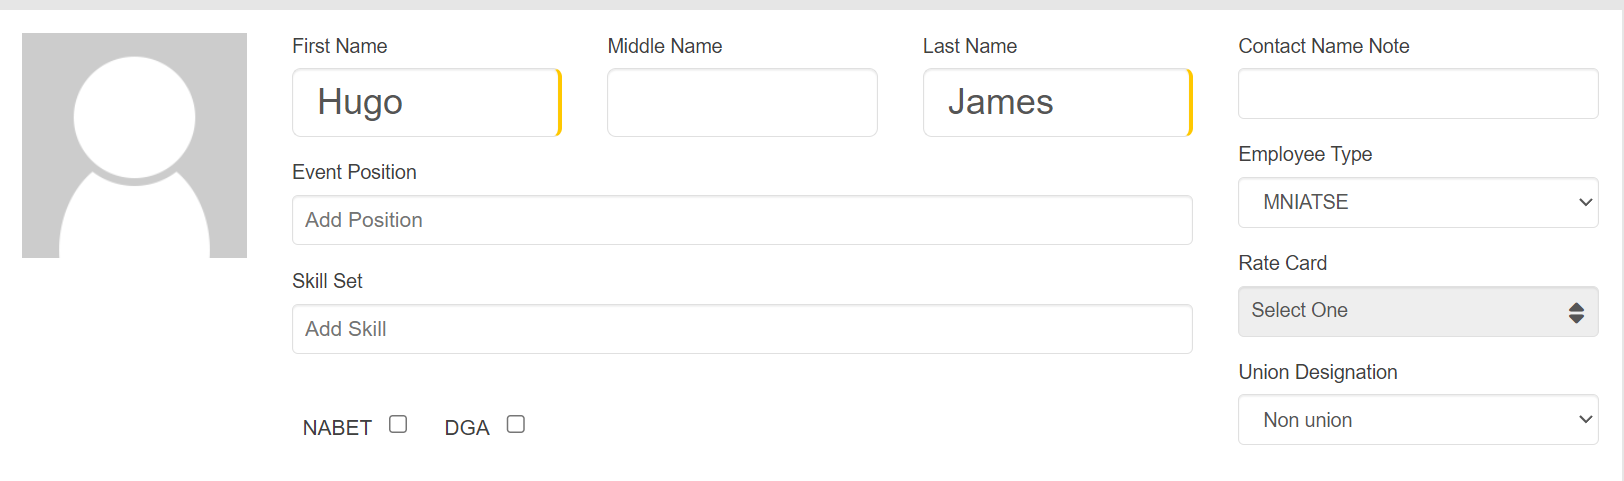 First Name
Hugo
Middle Name
Last Name
James
Contact Name Note
Event Position
Add Position
Employee Type
MNIATSE
Skill Set
Add Skill
Rate Card
Select One
NABET
DGA
Union Designation
Non union